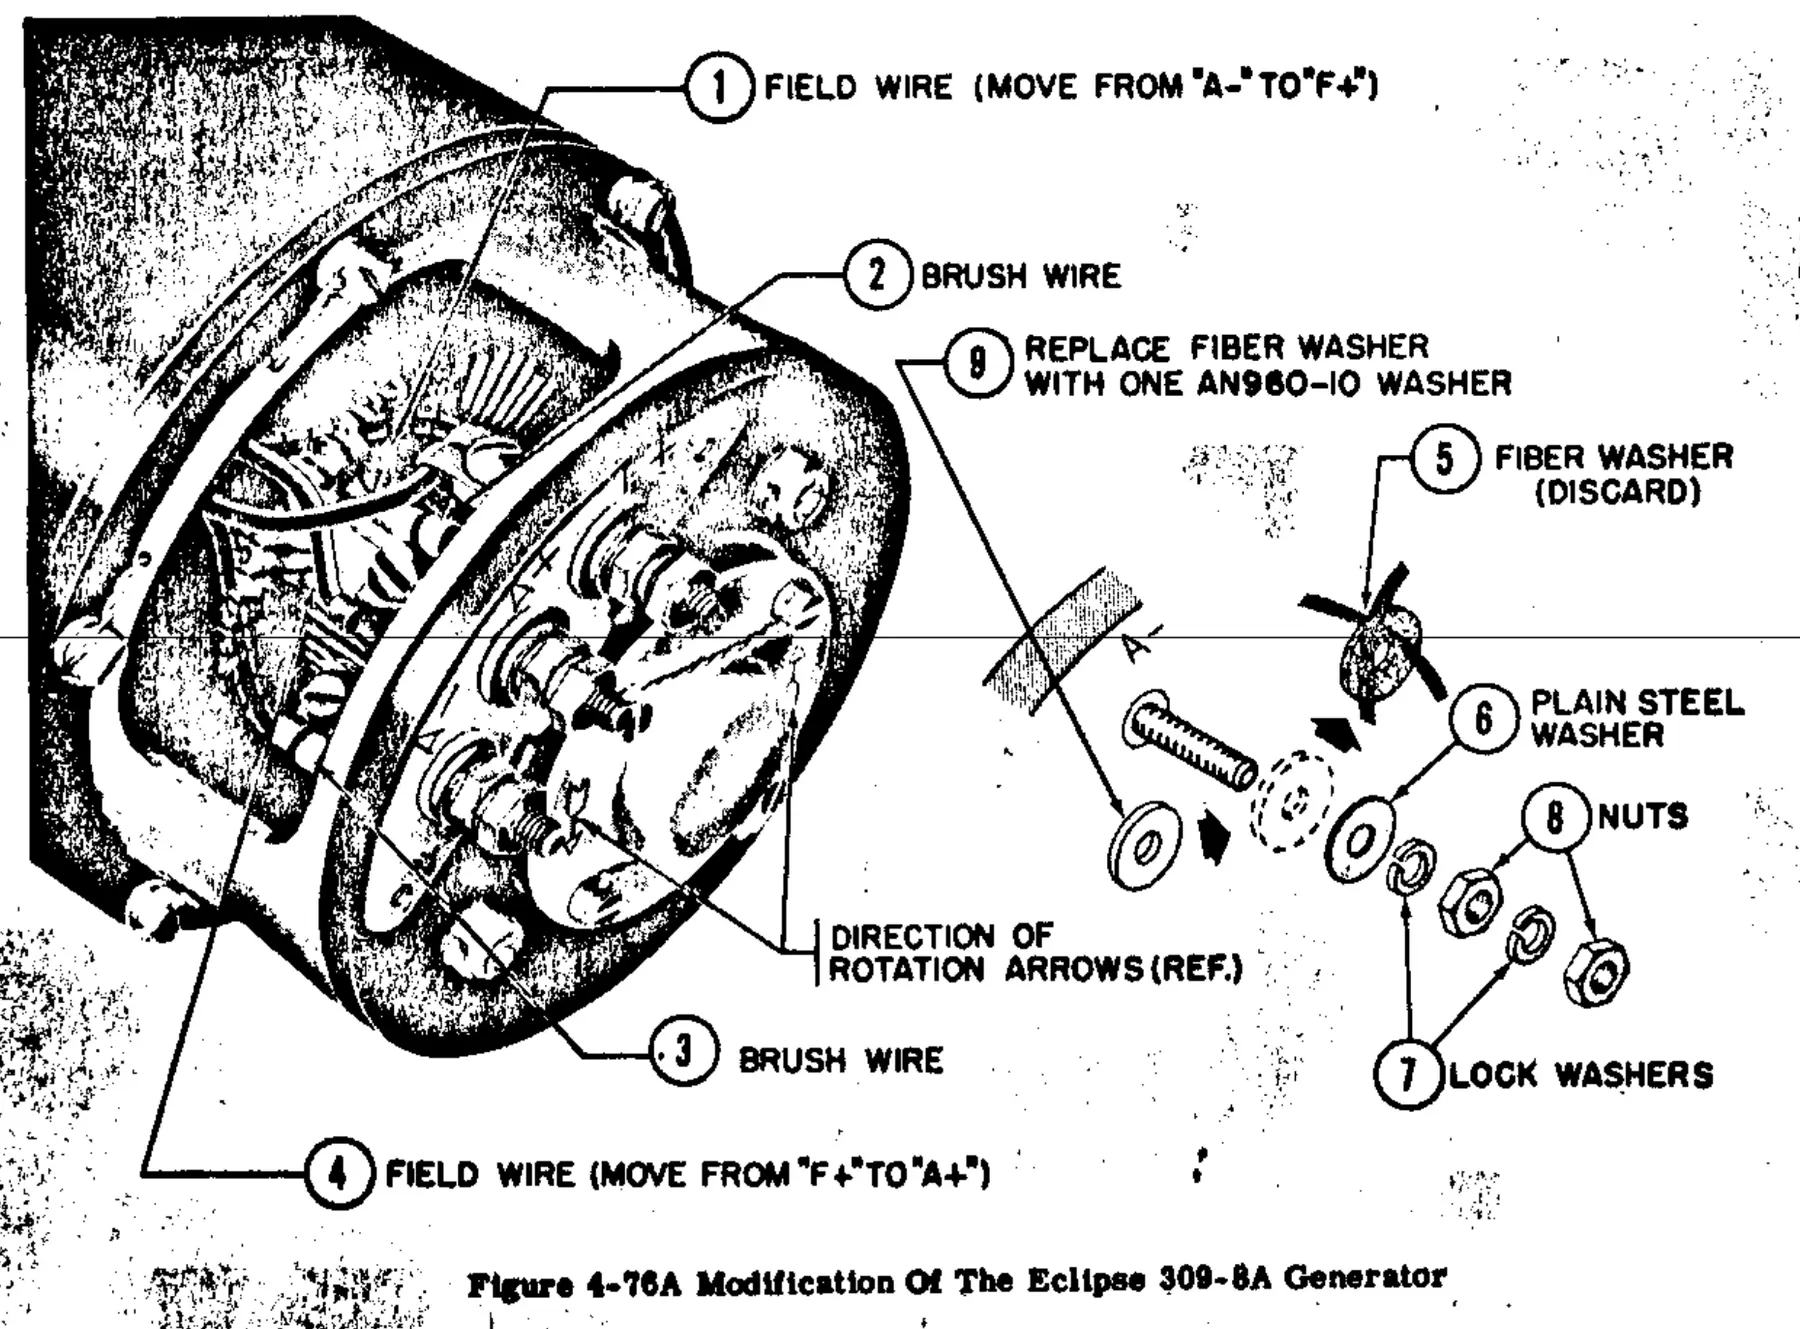 1 FIELD WIRE (MOVE FROM "A-" TO "F+")
2 BRUSH WIRE
9 REPLACE FIBER WASHER
WITH ONE AN960-10 WASHER
5 FIBER WASHER
(DISCARD)
A+
A-
A-
6 PLAIN STEEL
WASHER
8 NUTS
DIRECTION OF
ROTATION ARROWS (REF.)
3 BRUSH WIRE
7 LOCK WASHERS
4 FIELD WIRE (MOVE FROM "F+" TO "A+")
Figure 4-76A Modification Of The Eclipse 309-8A Generator